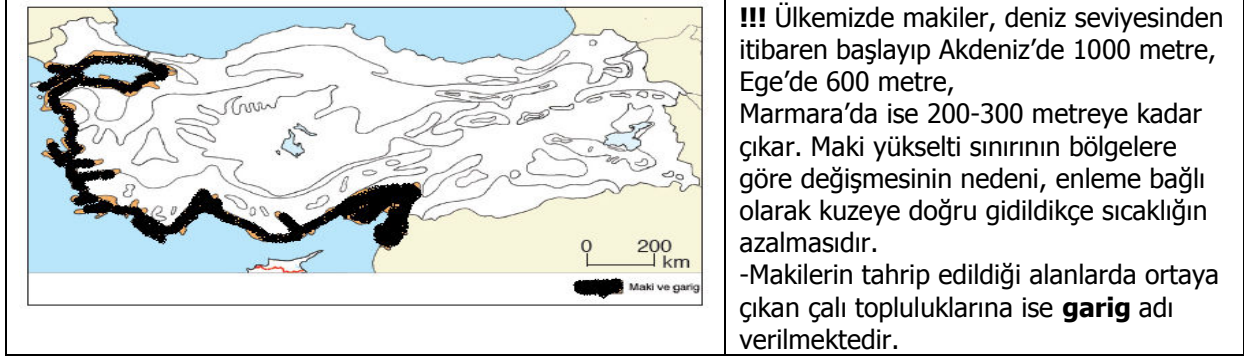 0 200
km
Maki ve garig
!!! Ülkemizde makiler, deniz seviyesinden
itibaren başlayıp Akdeniz’de 1000 metre,
Ege’de 600 metre,
Marmara’da ise 200-300 metreye kadar
çıkar. Maki yükselti sınırının bölgelere
göre değişmesinin nedeni, enleme bağlı
olarak kuzeye doğru gidildikçe sıcaklığın
azalmasıdır.
-Makilerin tahrip edildiği alanlarda ortaya
çıkan çalı topluluklarına ise garig adı
verilmektedir.